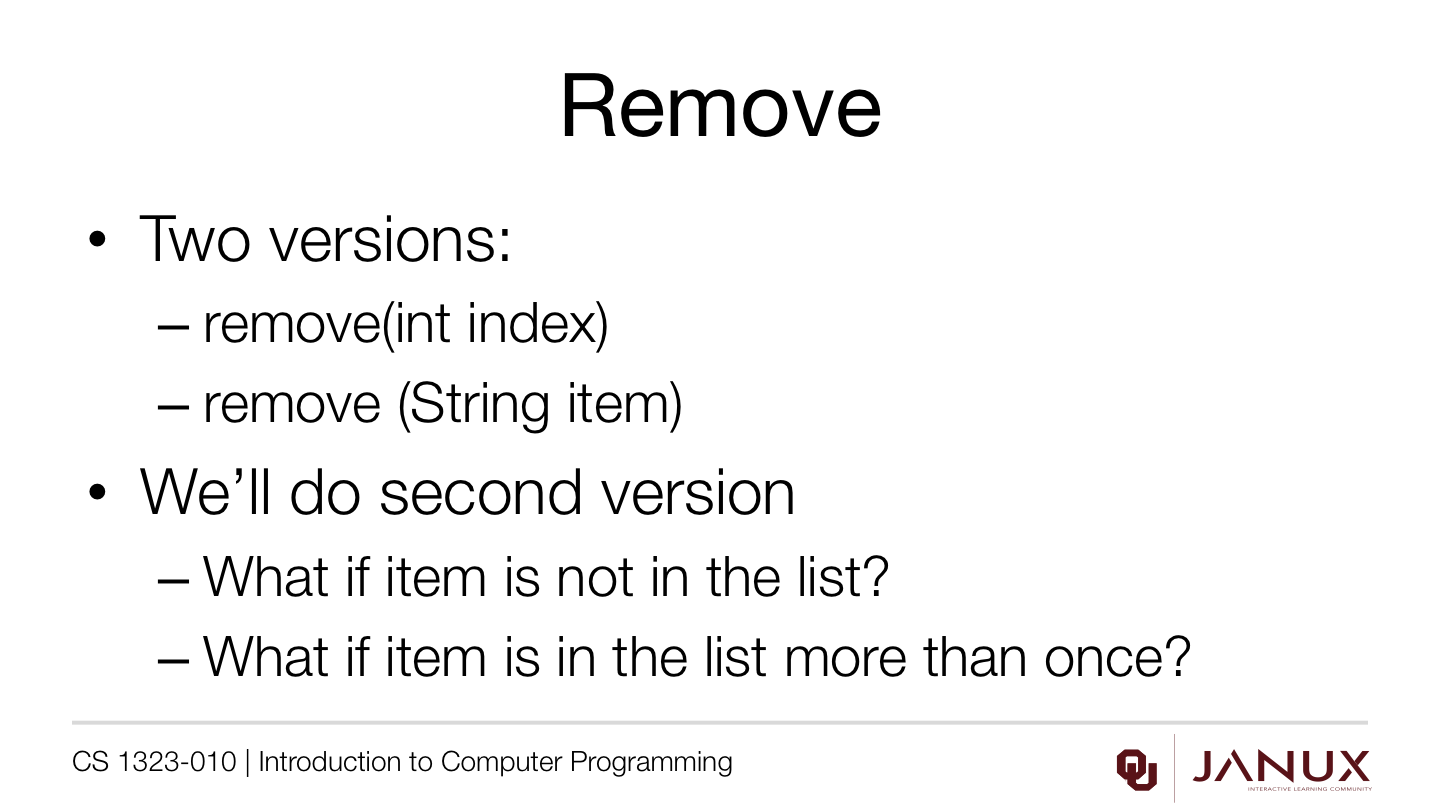 Remove
• Two versions:
– remove(int index)
– remove (String item)
• We’ll do second version
– What if item is not in the list?
– What if item is in the list more than once?
CS 1323-010 | Introduction to Computer Programming
OU
JANUX
INTERACTIVE LEARNING COMMUNITY